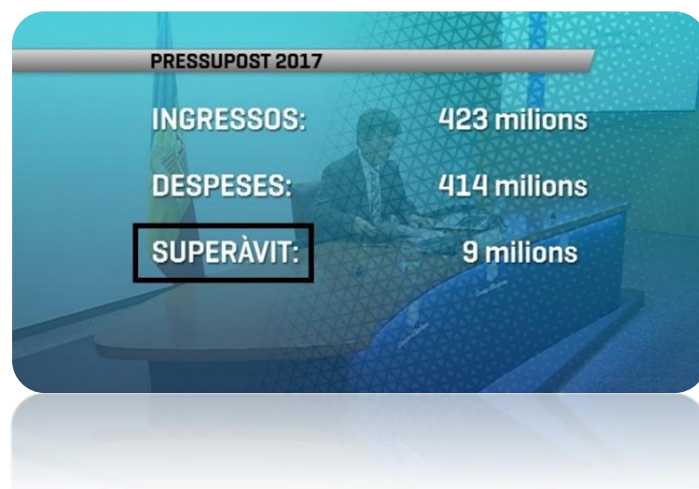 PRESSUPOST 2017
INGRESSOS: 423 milions
DESPESES: 414 milions
SUPERÀVIT: 9 milions